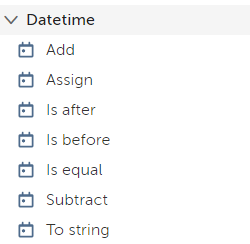 Datetime
Add
Assign
Is after
Is before
Is equal
Subtract
To string